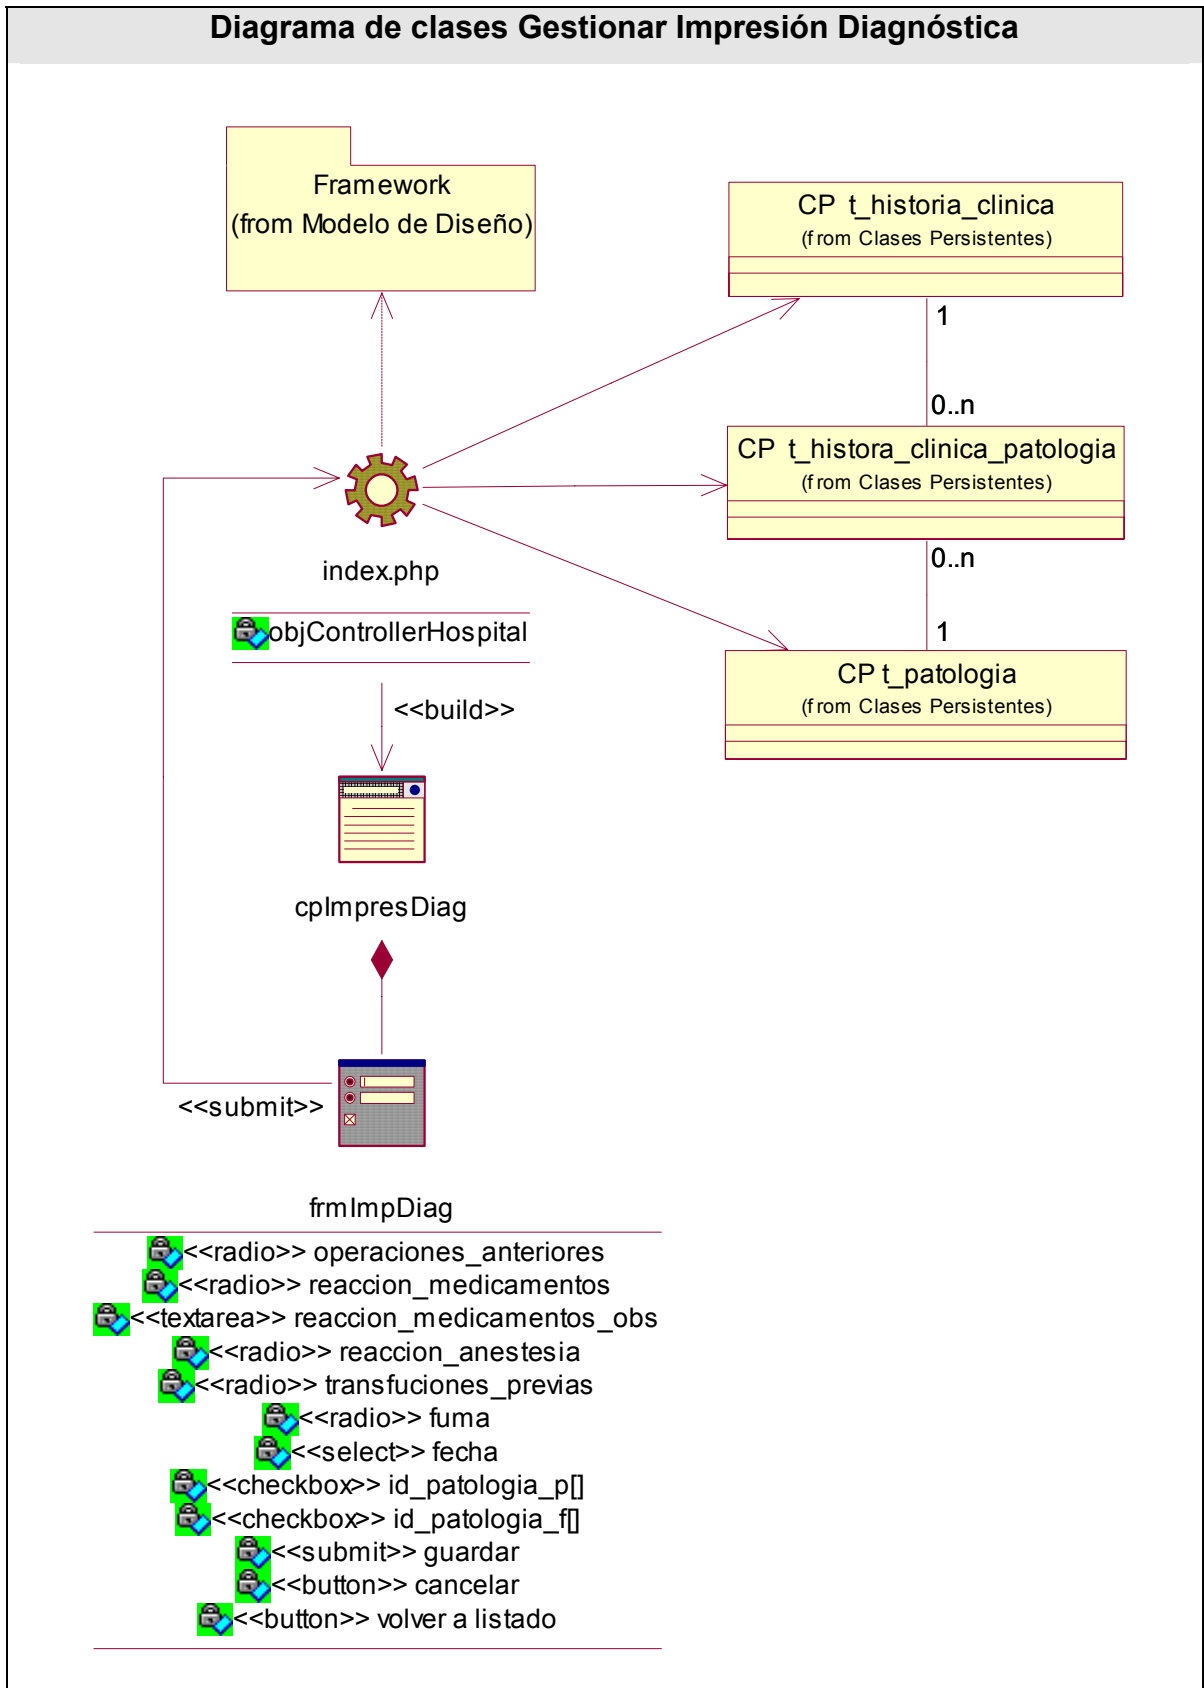 Diagrama de clases Gestionar Impresión Diagnóstica
Framework
(from Modelo de Diseño)
CP t_historia_clinica
(from Clases Persistentes)
1
0..n
CP t_histora_clinica_patologia
(from Clases Persistentes)
0..n
1
CP t_patologia
(from Clases Persistentes)
index.php
objControllerHospital
<<build>>
cpImpresDiag
<<submit>>
frmImpDiag
<<radio>> operaciones_anteriores
<<radio>> reaccion_medicamentos
<<textarea>> reaccion_medicamentos_obs
<<radio>> reaccion_anestesia
<<radio>> transfuciones_previas
<<radio>> fuma
<<select>> fecha
<<checkbox>> id_patologia_p[]
<<checkbox>> id_patologia_f[]
<<submit>> guardar
<<button>> cancelar
<<button>> volver a listado